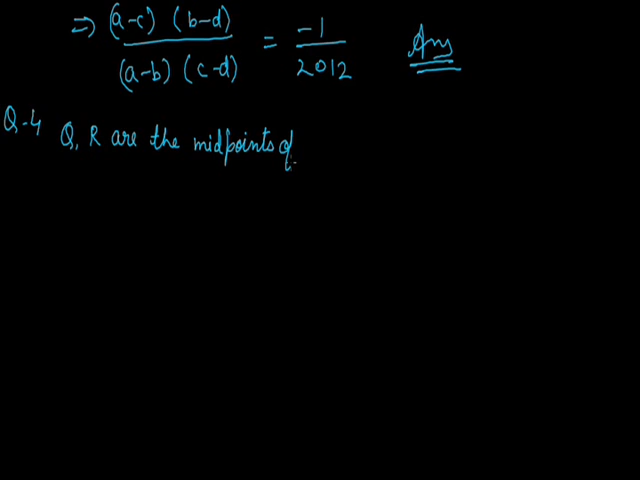 ⇒ (a-c) (b-d) / (a-b) (c-d) = -1 / 2012 Ans
Q-4 Q, R are the midpoints of